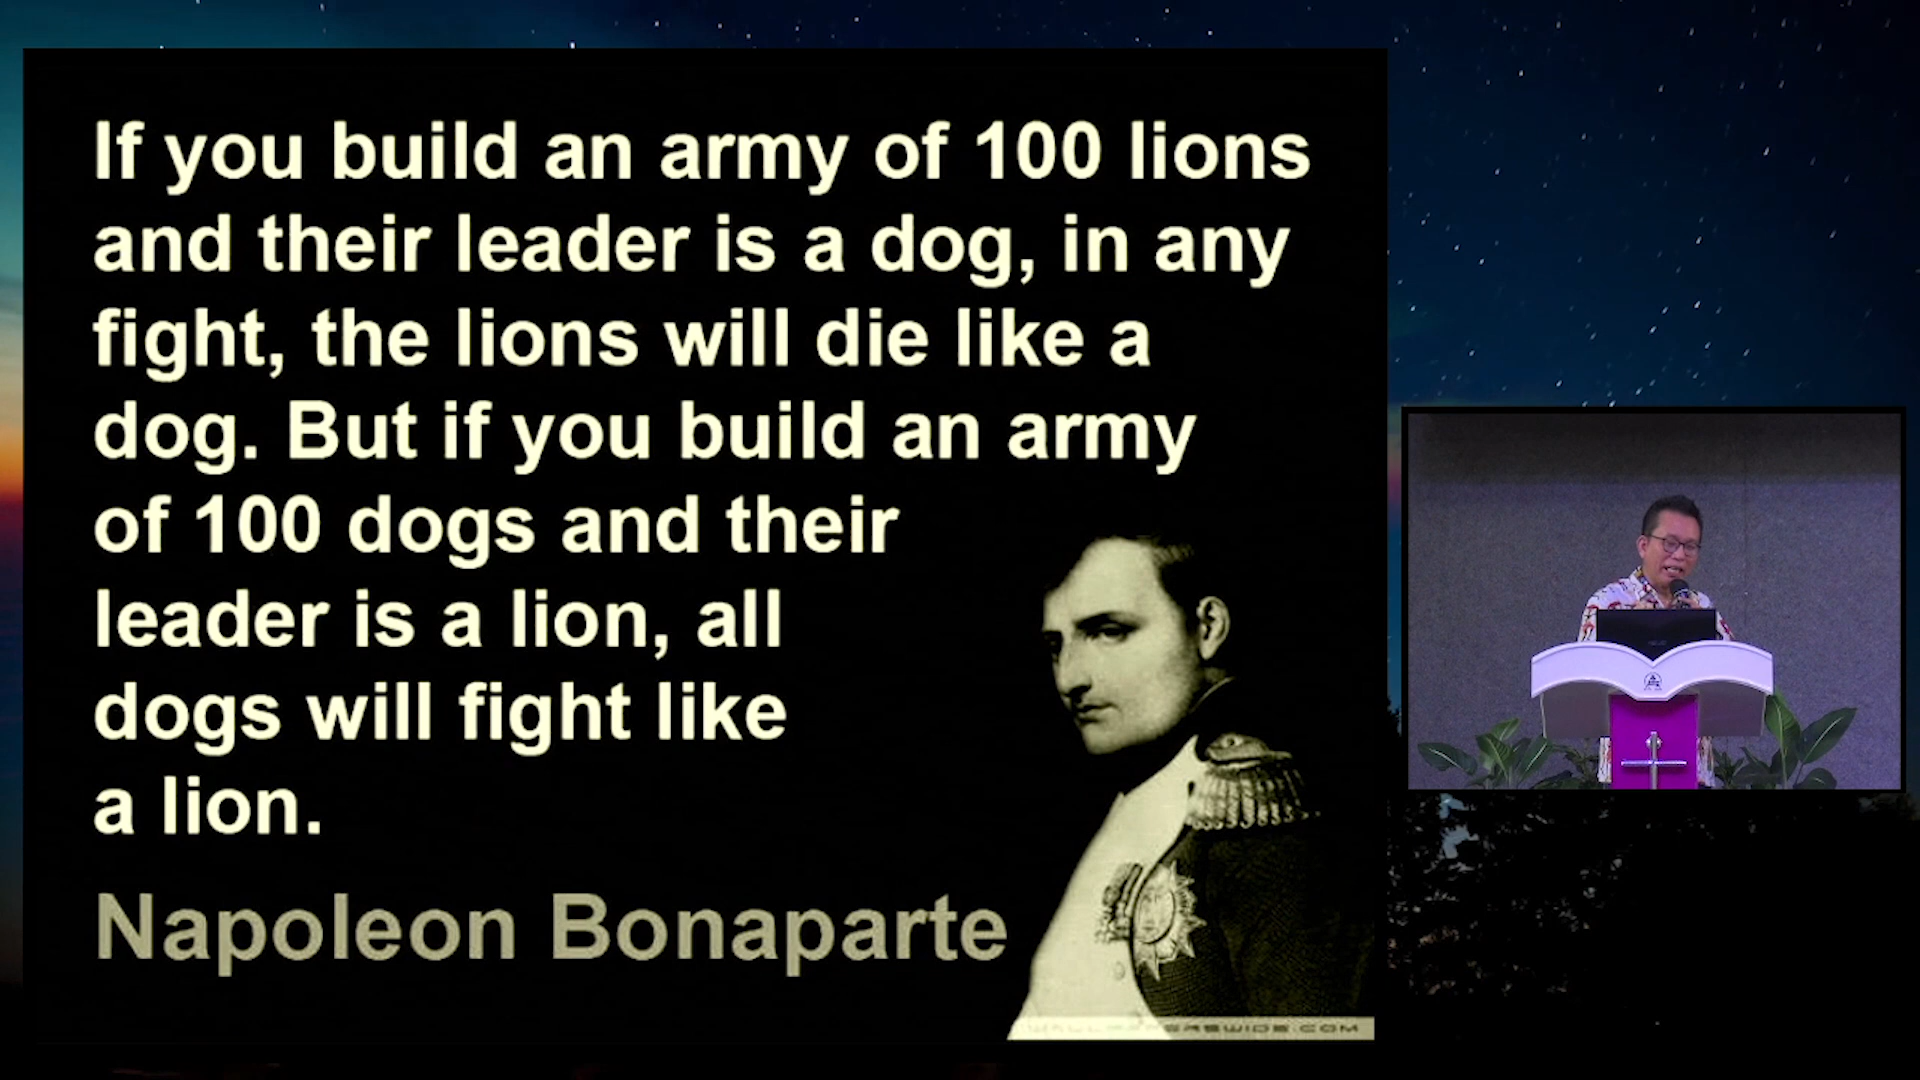 If you build an army of 100 lions
and their leader is a dog, in any
fight, the lions will die like a
dog. But if you build an army
of 100 dogs and their
leader is a lion, all
dogs will fight like
a lion.
Napoleon Bonaparte